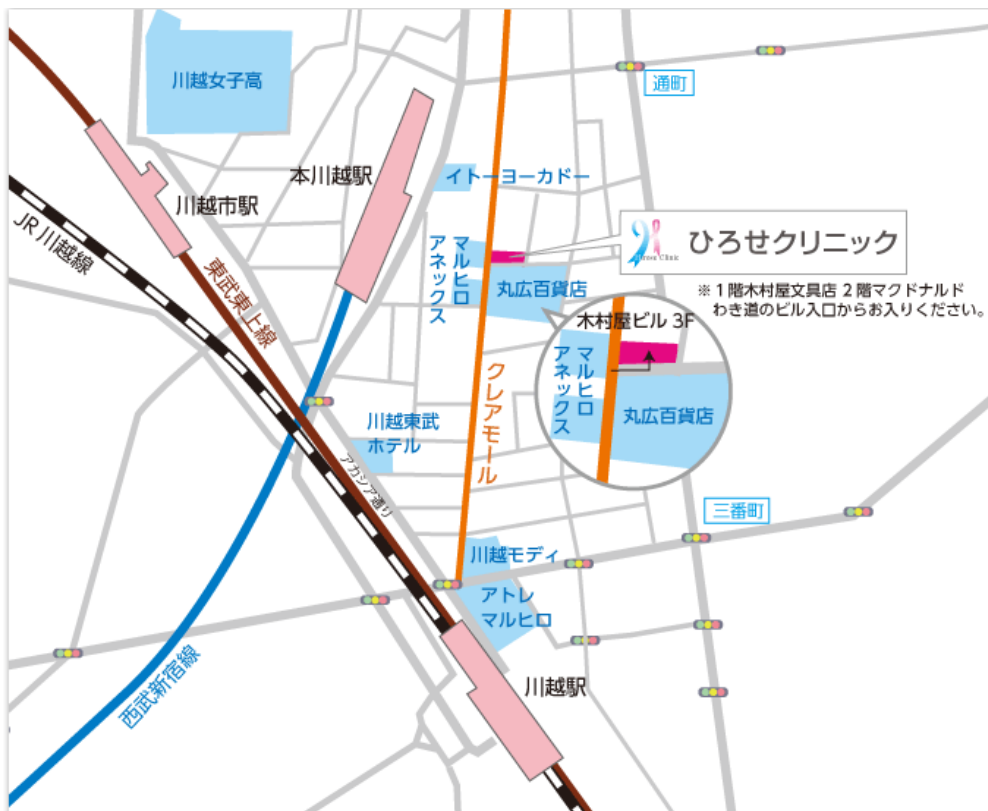 川越女子高
通町
本川越駅
イトーヨーカドー
川越市駅
JR 川越線
東武東上線
マルヒロ
アネックス
ひろせクリニック
丸広百貨店
※ 1 階木村屋文具店 2 階マクドナルド
わき道のビル入口からお入りください。
木村屋ビル 3F
マルヒロ
アネックス
丸広百貨店
クレアモール
川越東武
ホテル
アカシア通り
三番町
川越モディ
アトレ
マルヒロ
川越駅
西武新宿線